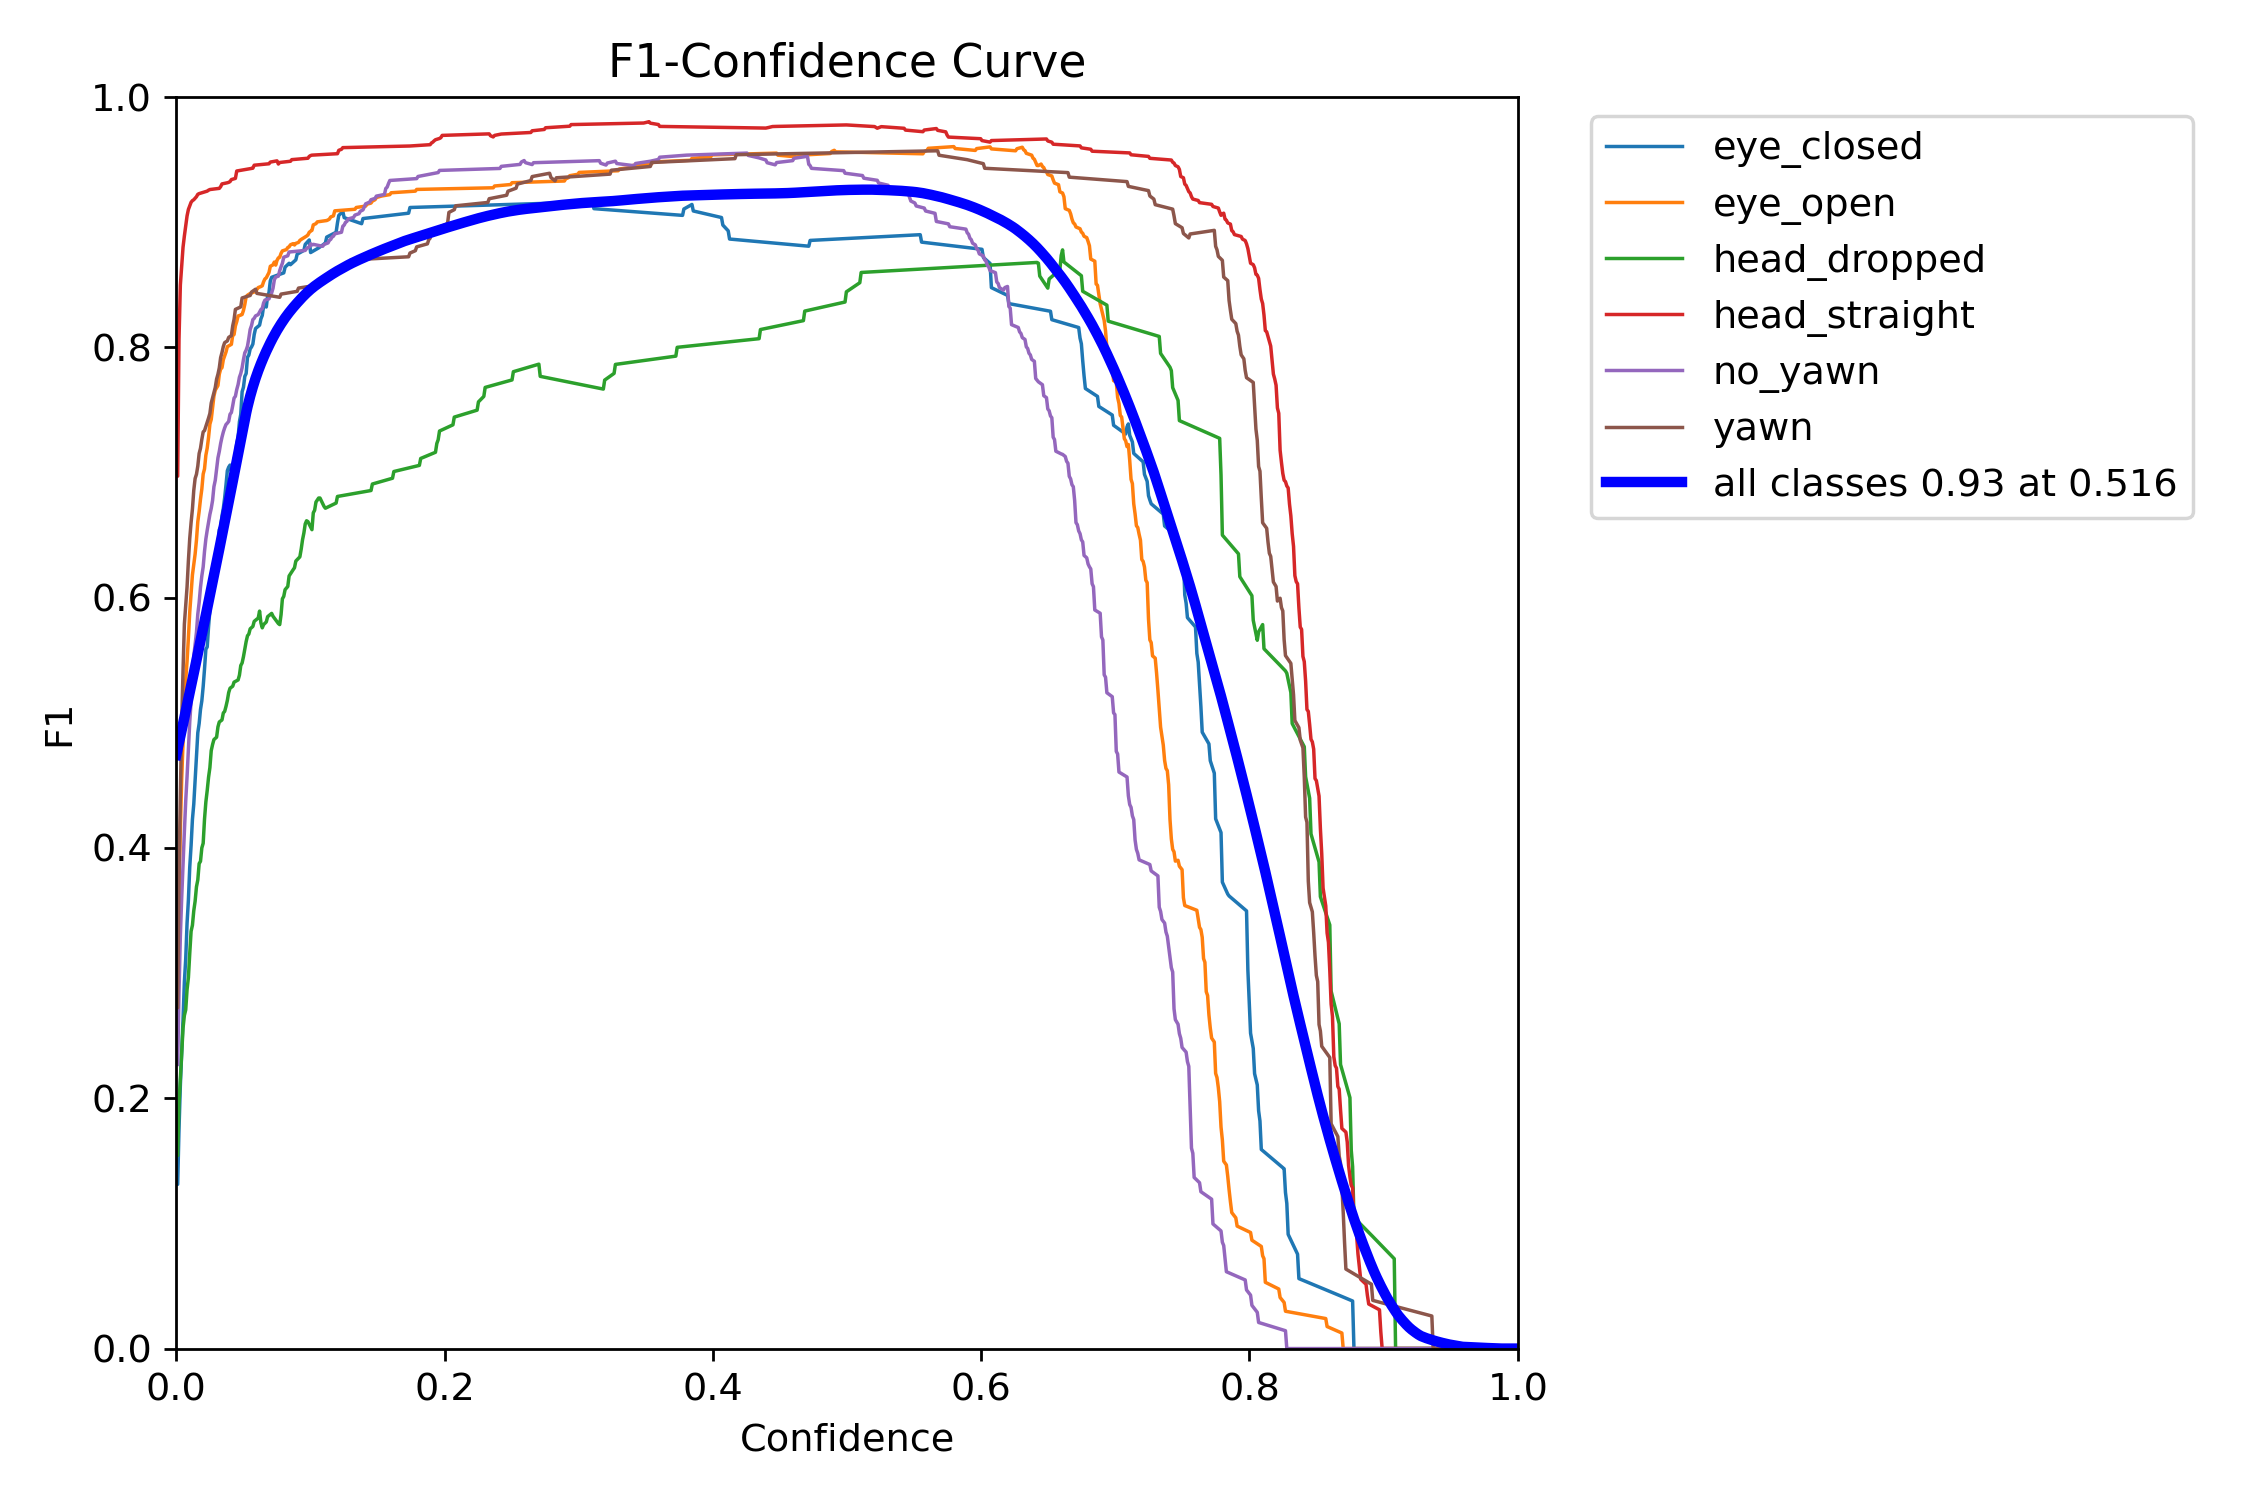 F1-Confidence Curve
1.0
0.8
0.6
0.4
0.2
0.0
F1
0.0 0.2 0.4 0.6 0.8 1.0
Confidence
eye_closed
eye_open
head_dropped
head_straight
no_yawn
yawn
all classes 0.93 at 0.516